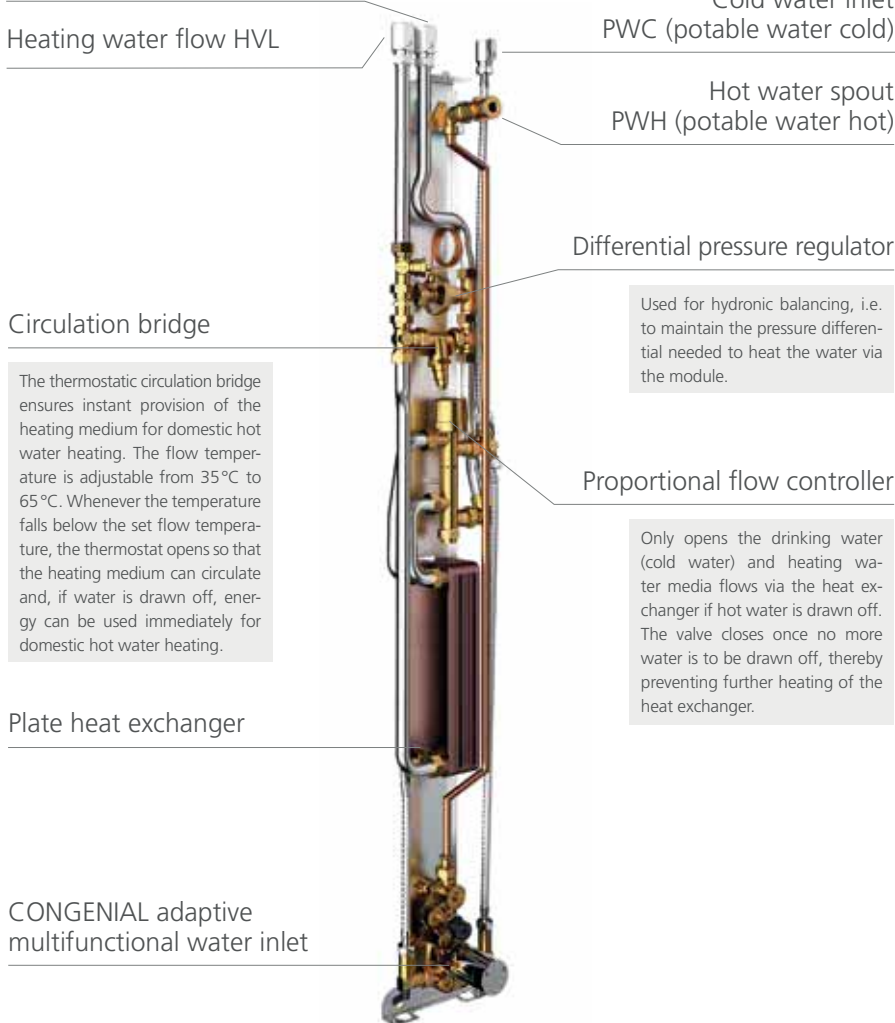 Heating water flow HVL
Cold water inlet
PWC (potable water cold)
Hot water spout
PWH (potable water hot)
Differential pressure regulator
Used for hydronic balancing, i.e.
to maintain the pressure differen-
tial needed to heat the water via
the module.
Circulation bridge
The thermostatic circulation bridge
ensures instant provision of the
heating medium for domestic hot
water heating. The flow temper-
ature is adjustable from 35°C to
65°C. Whenever the temperature
falls below the set flow tempera-
ture, the thermostat opens so that
the heating medium can circulate
and, if water is drawn off, ener-
gy can be used immediately for
domestic hot water heating.
Proportional flow controller
Only opens the drinking water
(cold water) and heating wa-
ter media flows via the heat ex-
changer if hot water is drawn off.
The valve closes once no more
water is to be drawn off, thereby
preventing further heating of the
heat exchanger.
Plate heat exchanger
CONGENIAL adaptive
multifunctional water inlet